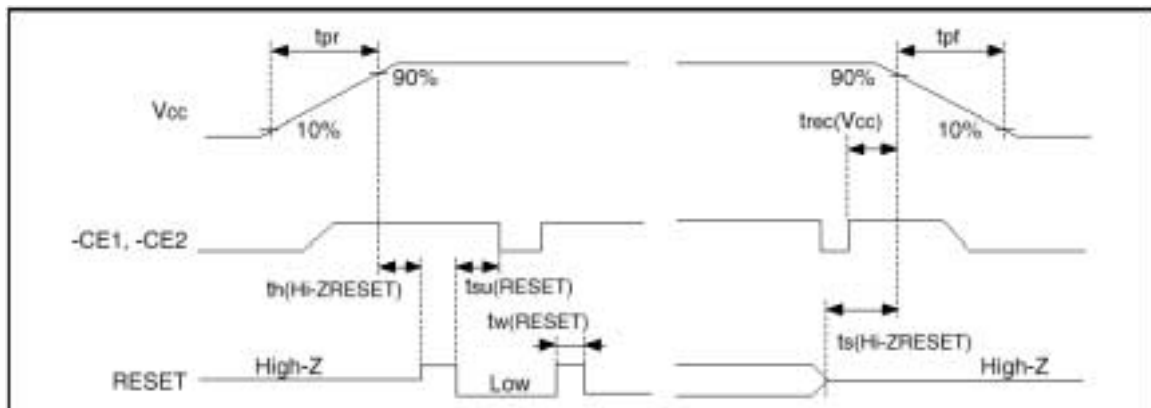 tpr
tpf
90%
90%
Vcc
trec(Vcc)
10%
10%
-CE1, -CE2
th(Hi-ZRESET)
tsu(RESET)
tw(RESET)
ts(Hi-ZRESET)
High-Z
High-Z
RESET
Low